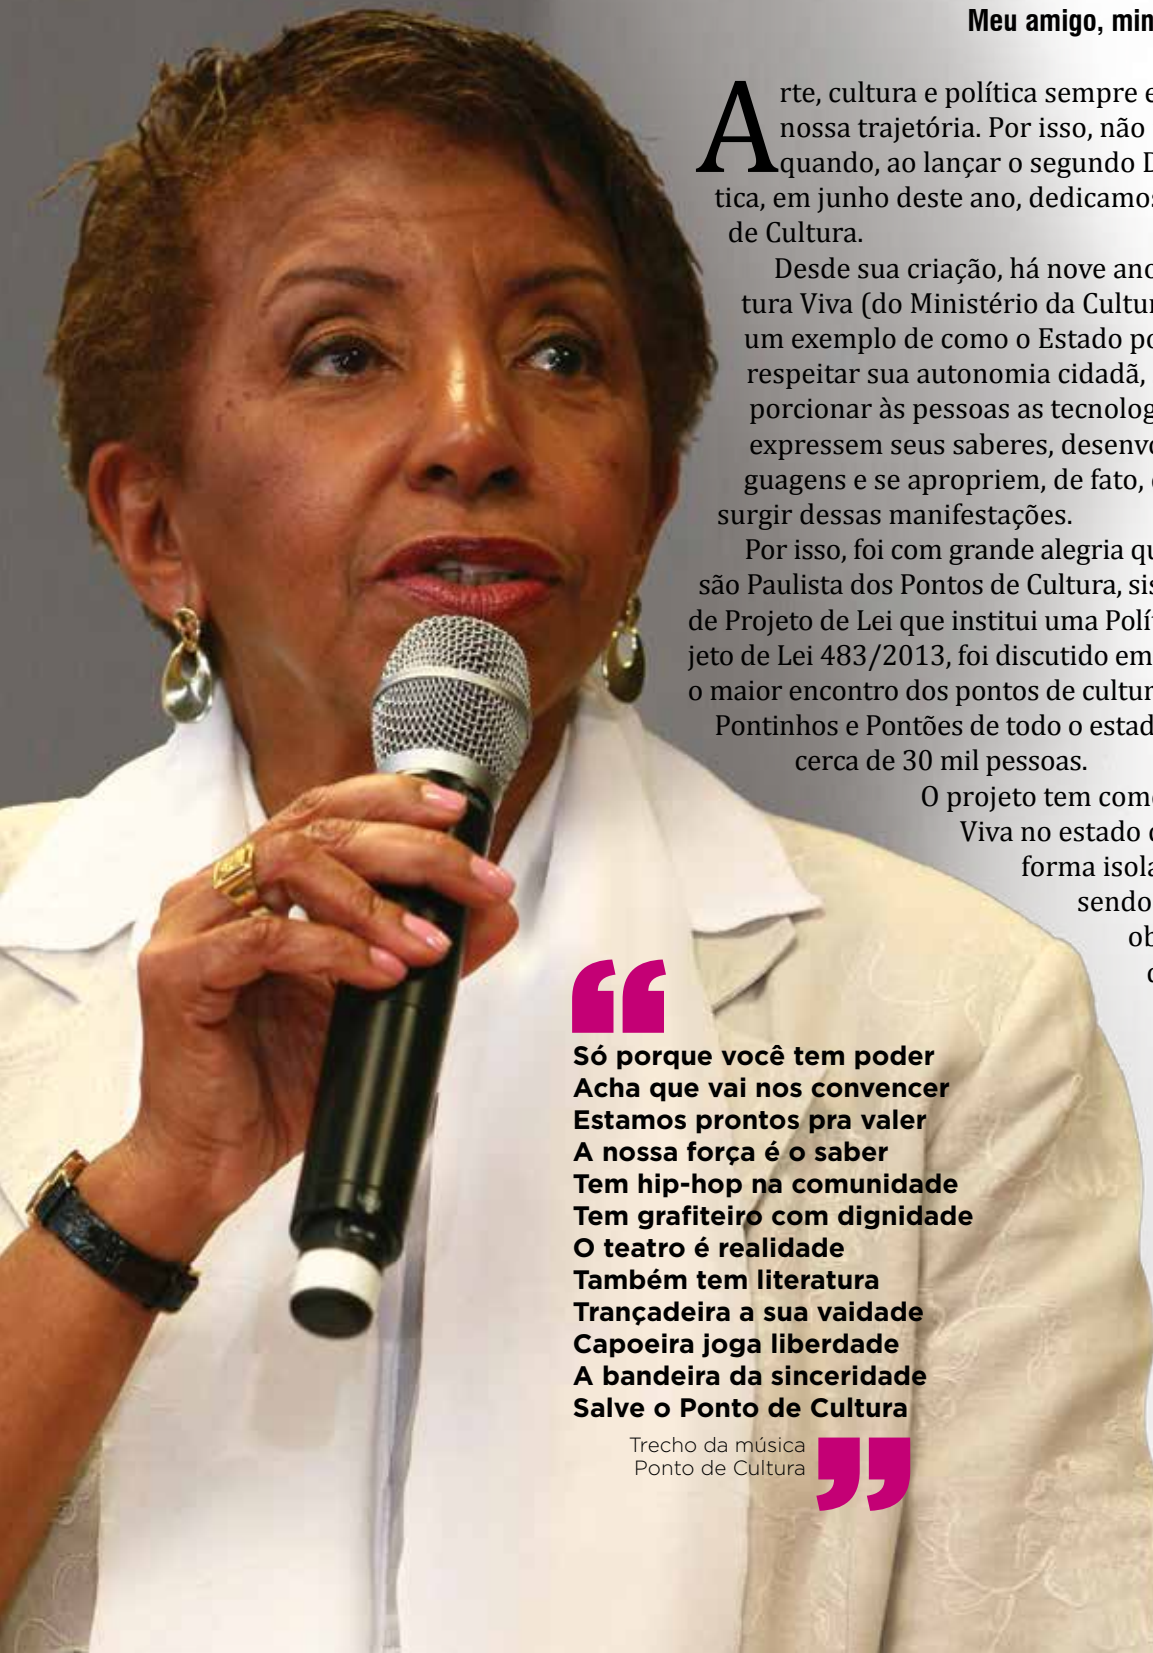 Meu amigo, min
Arte, cultura e política sempre e
nossa trajetória. Por isso, não
quando, ao lançar o segundo D
tica, em junho deste ano, dedicamos
de Cultura.
Desde sua criação, há nove ano
tura Viva (do Ministério da Cultur
um exemplo de como o Estado po
respeitar sua autonomia cidadã,
porcionar às pessoas as tecnolog
expressem seus saberes, desenvo
guagens e se apropriem, de fato,
surgir dessas manifestações.
Por isso, foi com grande alegria qu
são Paulista dos Pontos de Cultura, sis
de Projeto de Lei que institui uma Polí
jeto de Lei 483/2013, foi discutido em
o maior encontro dos pontos de cultur
Pontinhos e Pontões de todo o estad
cerca de 30 mil pessoas.
O projeto tem como
Viva no estado
forma isola
sendo
ob
“
Só porque você tem poder
Acha que vai nos convencer
Estamos prontos pra valer
A nossa força é o saber
Tem hip-hop na comunidade
Tem grafiteiro com dignidade
O teatro é realidade
Também tem literatura
Trançadeira a sua vaidade
Capoeira joga liberdade
A bandeira da sinceridade
Salve o Ponto de Cultura
Trecho da música
Ponto de Cultura
”